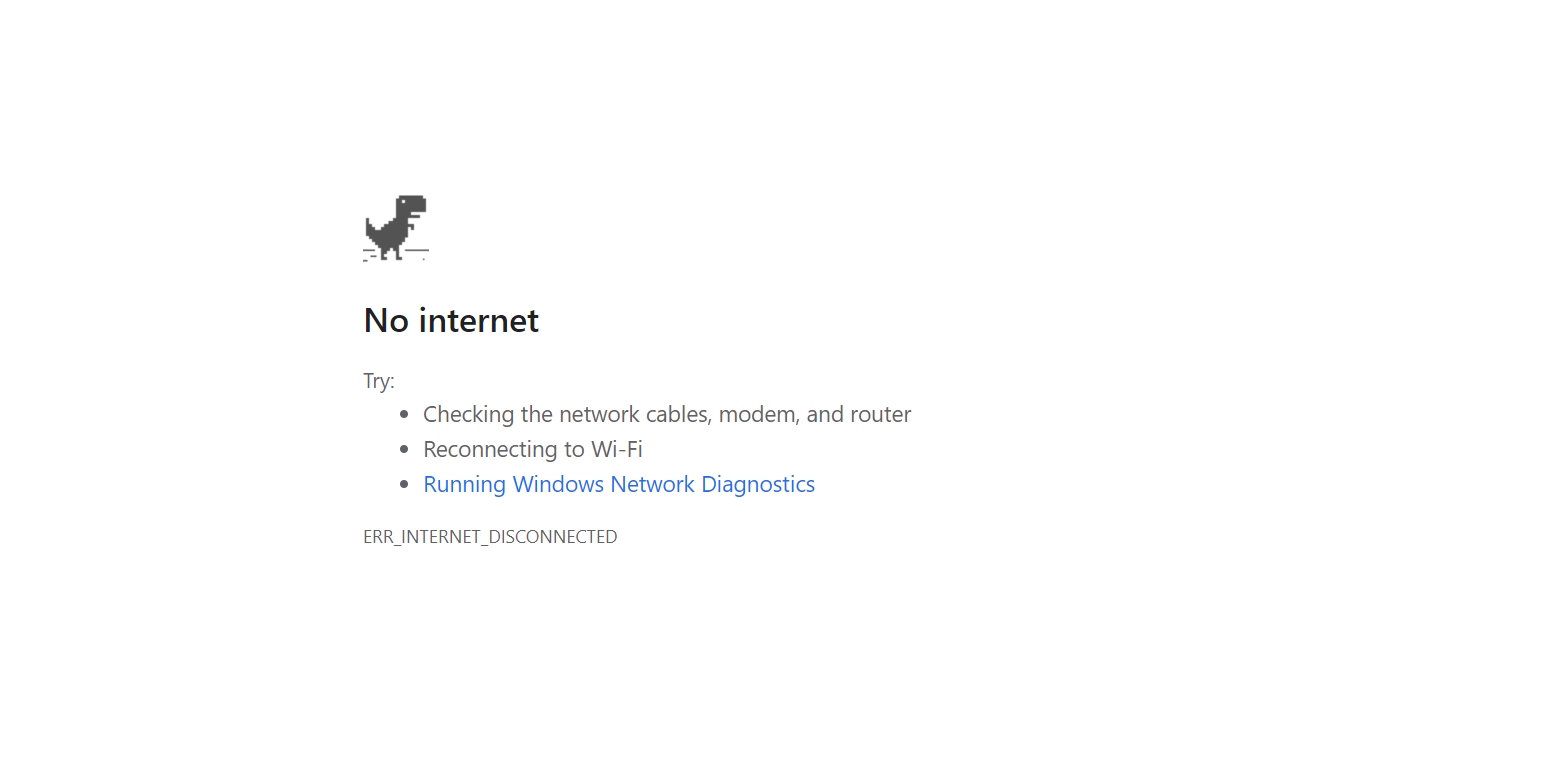 No internet
Try:
Checking the network cables, modem, and router
Reconnecting to Wi-Fi
Running Windows Network Diagnostics
ERR_INTERNET_DISCONNECTED